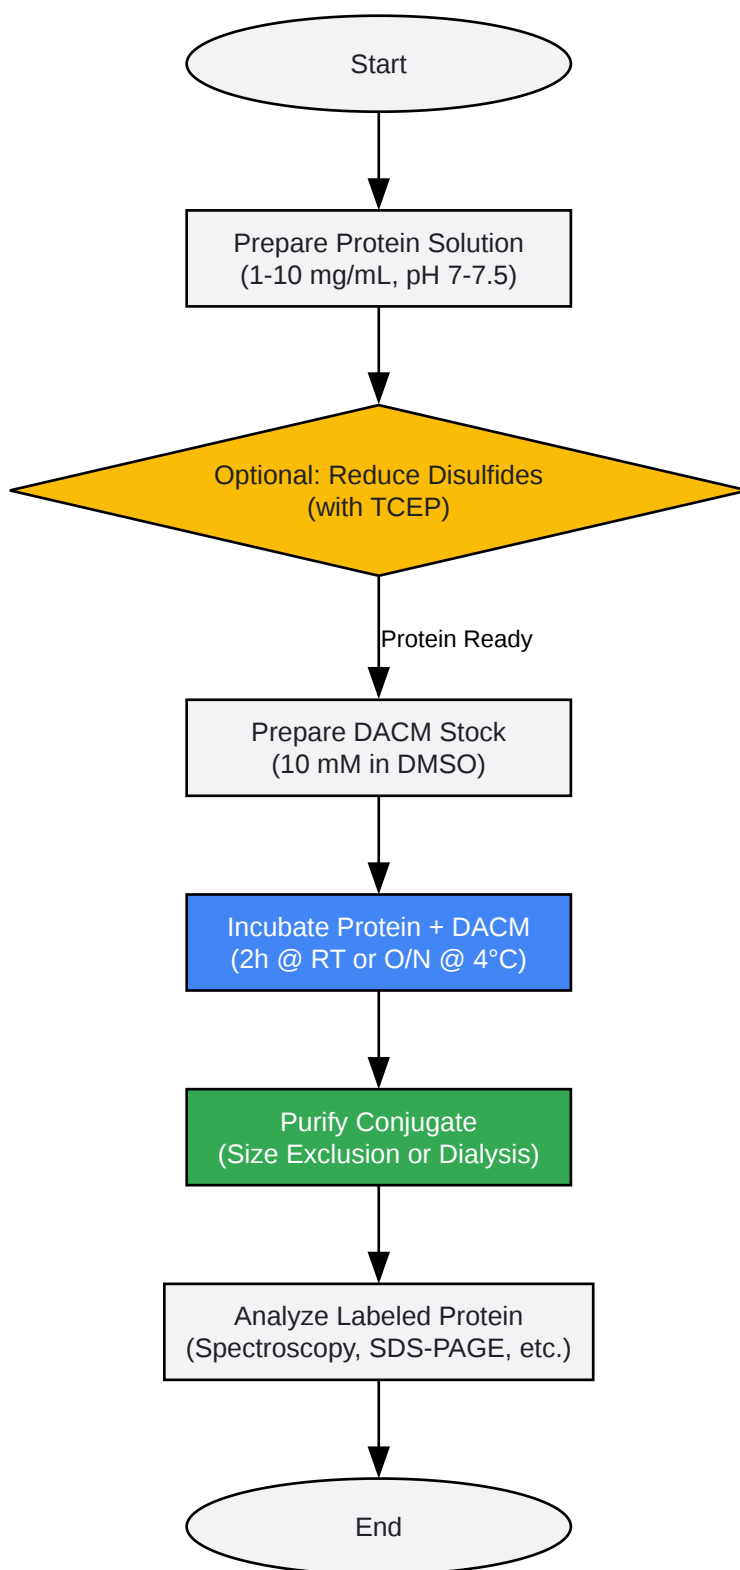 Start
Prepare Protein Solution
(1-10 mg/mL, pH 7-7.5)
Optional: Reduce Disulfides
(with TCEP)
Protein Ready
Prepare DACM Stock
(10 mM in DMSO)
Incubate Protein + DACM
(2h @ RT or O/N @ 4°C)
Purify Conjugate
(Size Exclusion or Dialysis)
Analyze Labeled Protein
(Spectroscopy, SDS-PAGE, etc.)
End